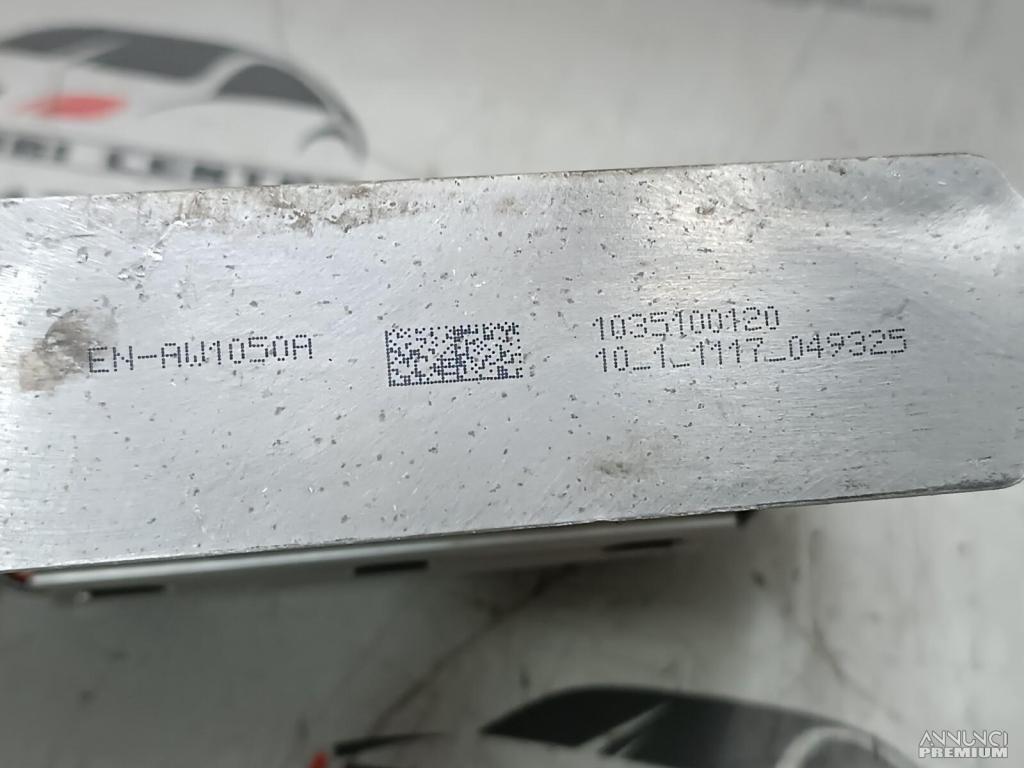 EN-AW1050A
1035100120
10_1_1117_049325
ANNUNCI
PREMIUM